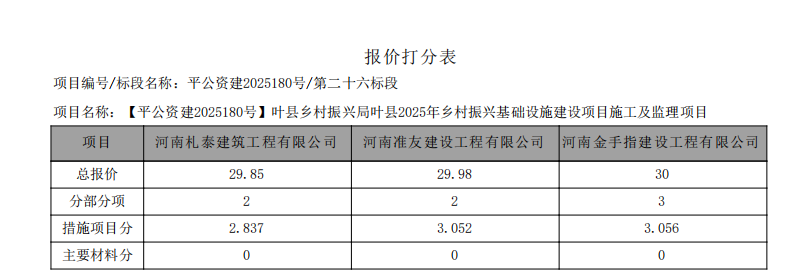 报价打分表
项目编号/标段名称：平公资建2025180号/第二十六标段
项目名称：【平公资建2025180号】叶县乡村振兴局叶县2025年乡村振兴基础设施建设项目施工及监理项目
项目 河南札泰建筑工程有限公司 河南准友建设工程有限公司 河南金手指建设工程有限公司
总报价 29.85 29.98 30
分部分项 2 2 3
措施项目分 2.837 3.052 3.056
主要材料分 0 0 0